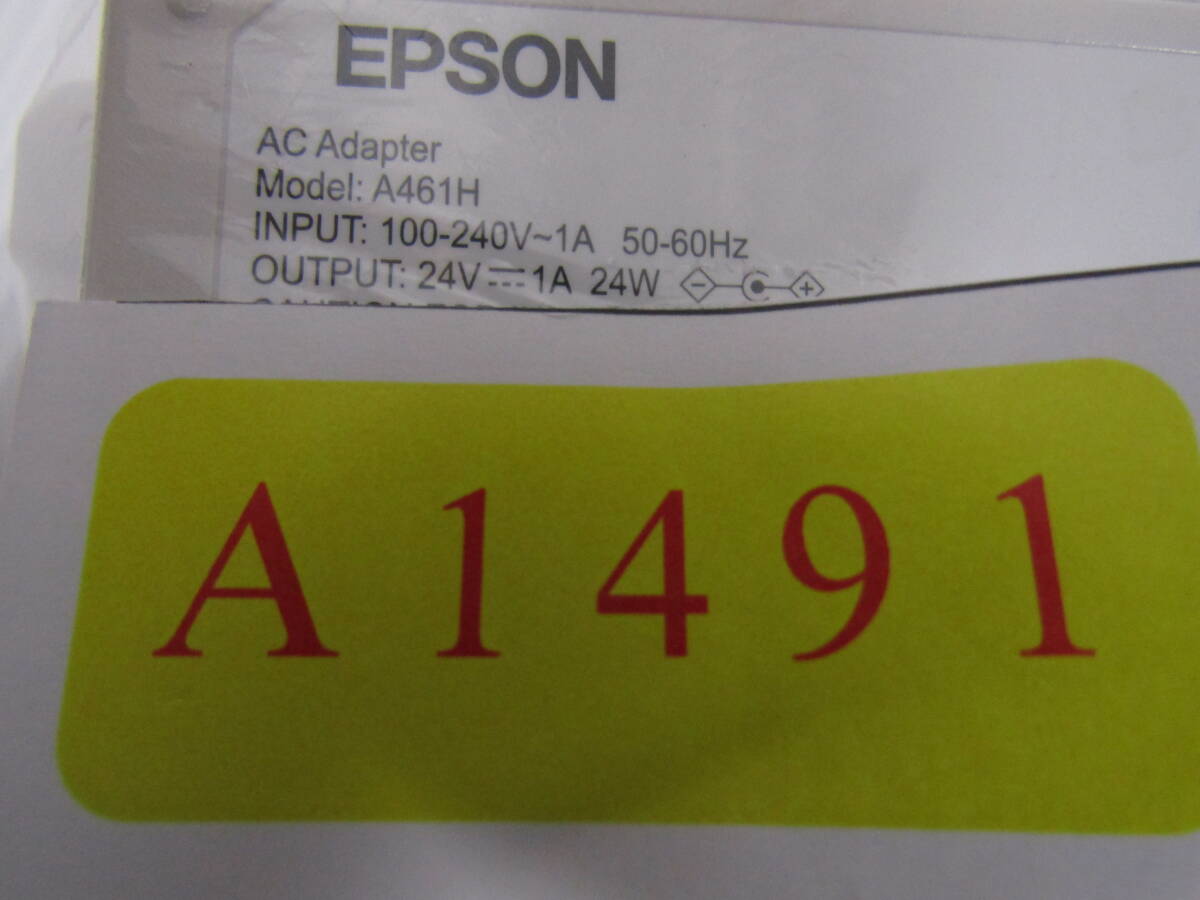 EPSON
AC Adapter
Model: A461H
INPUT: 100-240V~1A 50-60Hz
OUTPUT: 24V⎓1A 24W
A1491